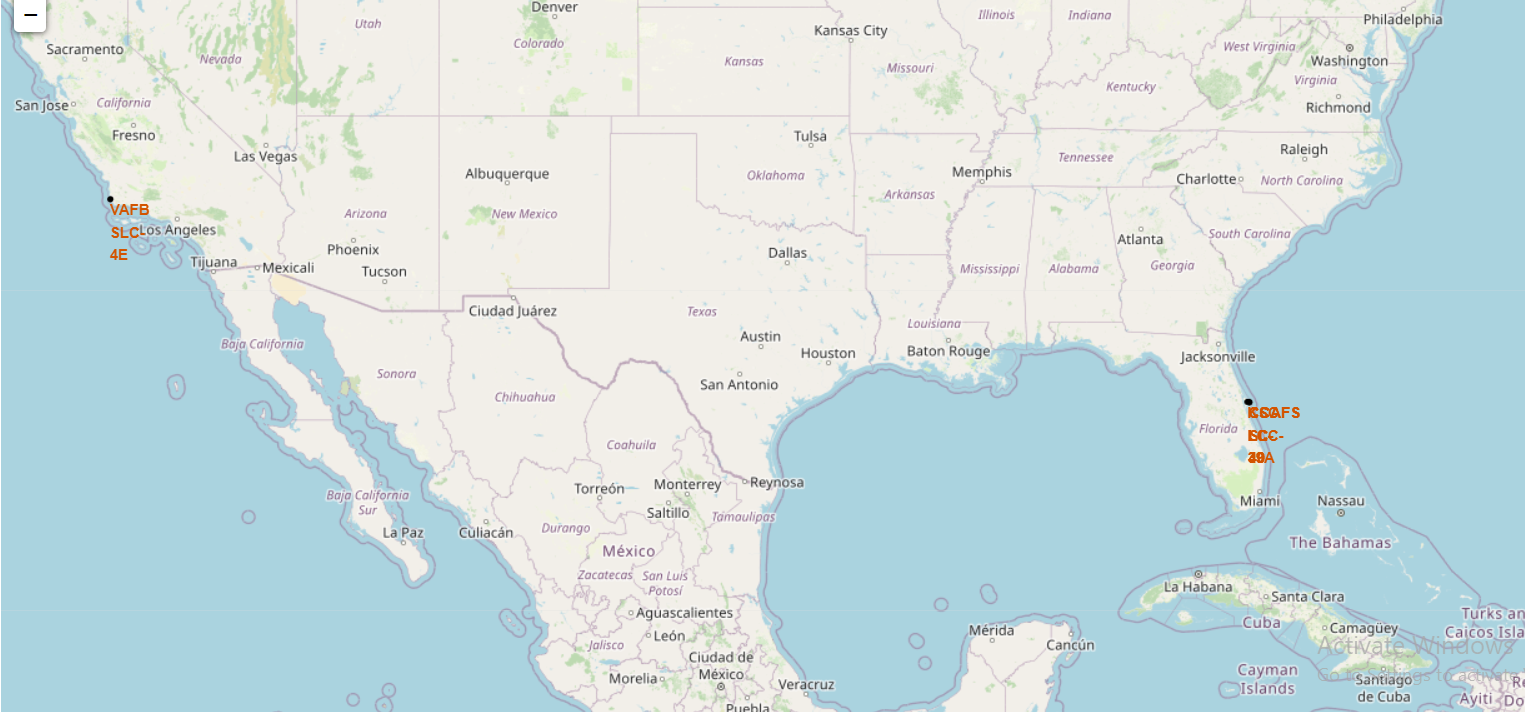 −
Denver
Utah
Illinois
Indiana
Philadelphia
Kansas City
Sacramento
Colorado
West Virginia
Nevada
Kansas
Missouri
Washington
Virginia
Kentucky
San Jose
California
Richmond
Fresno
Tulsa
Las Vegas
Raleigh
Tennessee
Albuquerque
Oklahoma
Memphis
Charlotte
North Carolina
Arkansas
VAFB
SLC-
4E
Arizona
New Mexico
Los Angeles
South Carolina
Atlanta
Phoenix
Dallas
Tijuana
Mexicali
Tucson
Mississippi
Alabama
Georgia
Ciudad Juárez
Texas
Louisiana
Baja California
Austin
Houston
Baton Rouge
Jacksonville
Sonora
San Antonio
Chihuahua
Florida
Coahuila
Torreón
Monterrey
Reynosa
Baja California
Sur
Saltillo
Tamaulipas
Miami
Nassau
La Paz
Culiacán
Durango
México
The Bahamas
Zacatecas
San Luis
Potosí
La Habana
Santa Clara
Aguascalientes
Cuba
Camagüey
Turks an
Caicos Isla
León
Mérida
Cancún
Jalisco
Activate Windows
Ciudad de
México
Morelia
Veracruz
Cayman
Islands
Santiago
de Cuba
Ayiti
Puebla